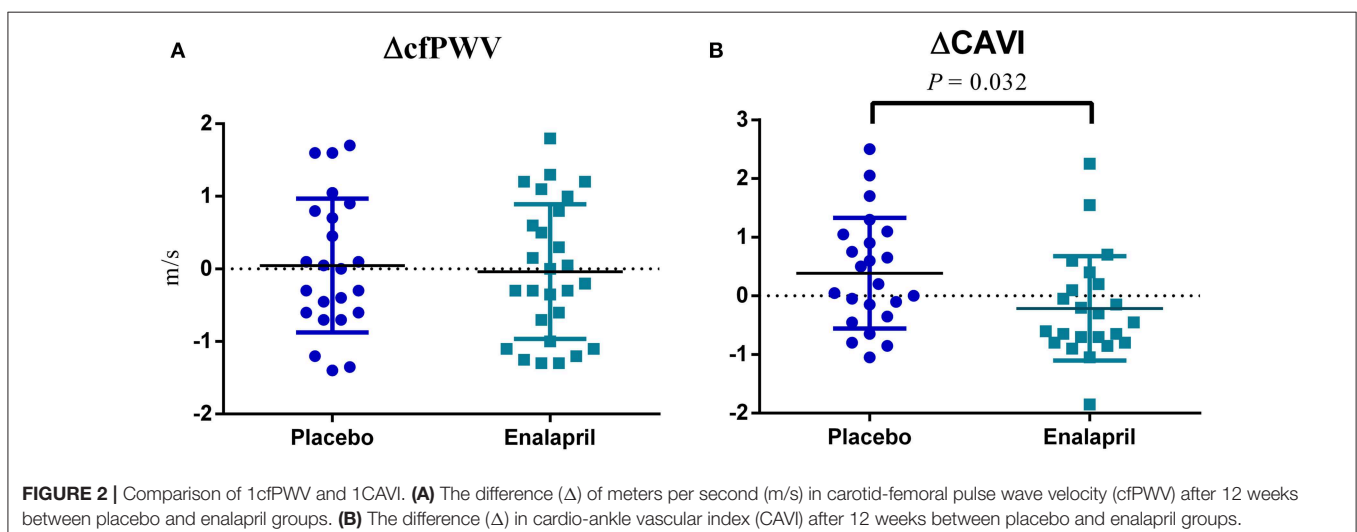 A
ΔcfPWV
m/s
2
1
0
-1
-2
Placebo
Enalapril
B
ΔCAVI
P = 0.032
3
2
1
0
-1
-2
Placebo
Enalapril
FIGURE 2 | Comparison of 1cfPWV and 1CAVI. (A) The difference (Δ) of meters per second (m/s) in carotid-femoral pulse wave velocity (cfPWV) after 12 weeks
between placebo and enalapril groups. (B) The difference (Δ) in cardio-ankle vascular index (CAVI) after 12 weeks between placebo and enalapril groups.